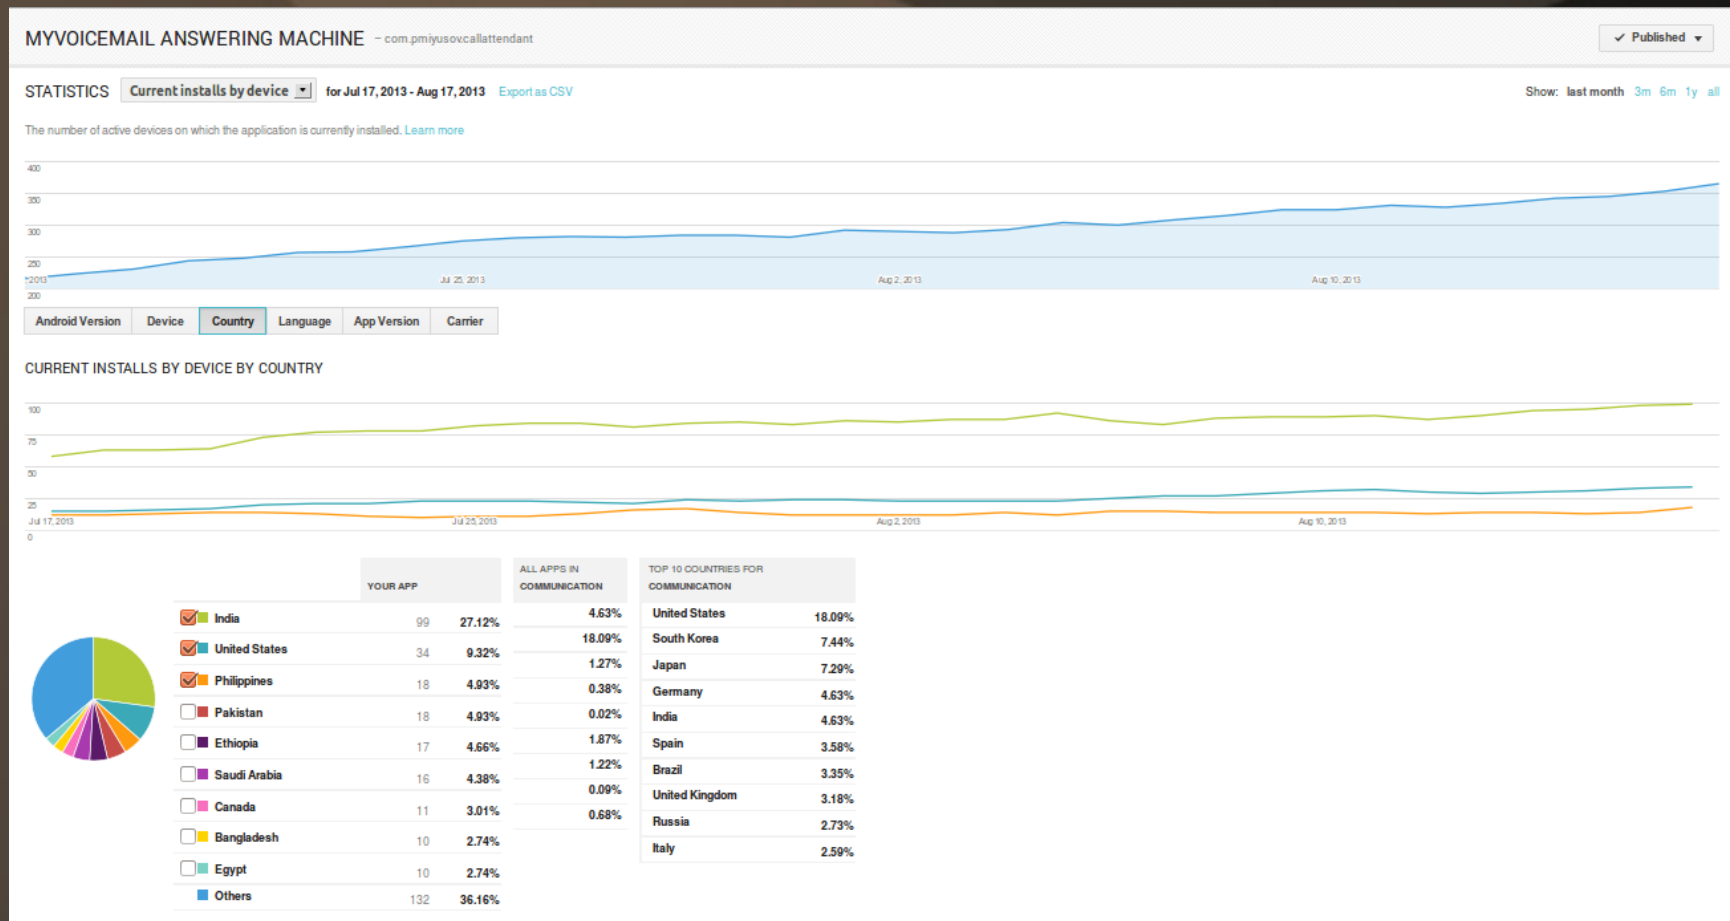 MYVOICEMAIL ANSWERING MACHINE – com.pmiyusov.callattendant
Published
STATISTICS Current installs by device for Jul 17, 2013 - Aug 17, 2013 Export as CSV
Show: last month 3m 6m 1y all
The number of active devices on which the application is currently installed. Learn more
400
350
300
250
2013 Jul 25, 2013 Aug 2, 2013 Aug 10, 2013
200
Android Version Device Country Language App Version Carrier
CURRENT INSTALLS BY DEVICE BY COUNTRY
100
75
50
25
Jul 17, 2013 Jul 25, 2013 Aug 2, 2013 Aug 10, 2013
0
YOUR APP
India 99 27.12%
United States 34 9.32%
Philippines 18 4.93%
Pakistan 18 4.93%
Ethiopia 17 4.66%
Saudi Arabia 16 4.38%
Canada 11 3.01%
Bangladesh 10 2.74%
Egypt 10 2.74%
Others 132 36.16%
ALL APPS IN
COMMUNICATION
4.63%
18.09%
1.27%
0.38%
0.02%
1.87%
1.22%
0.09%
0.68%
TOP 10 COUNTRIES FOR
COMMUNICATION
United States 18.09%
South Korea 7.44%
Japan 7.29%
Germany 4.63%
India 4.63%
Spain 3.58%
Brazil 3.35%
United Kingdom 3.18%
Russia 2.73%
Italy 2.59%